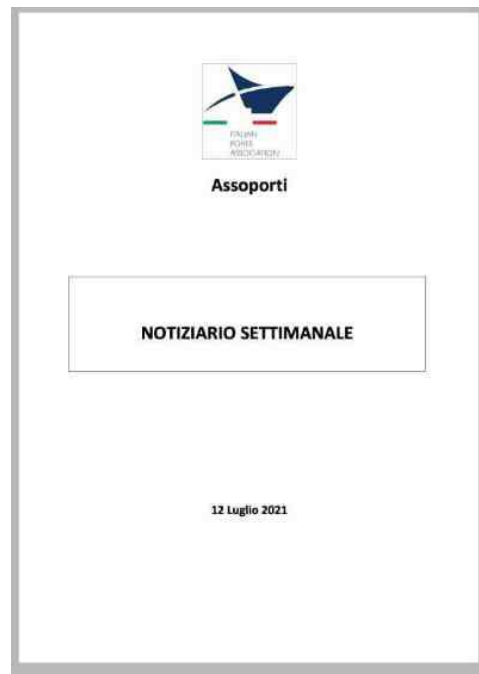 ITALIAN
PORTS
ASSOCIATION
Assoporti
NOTIZIARIO SETTIMANALE
12 Luglio 2021